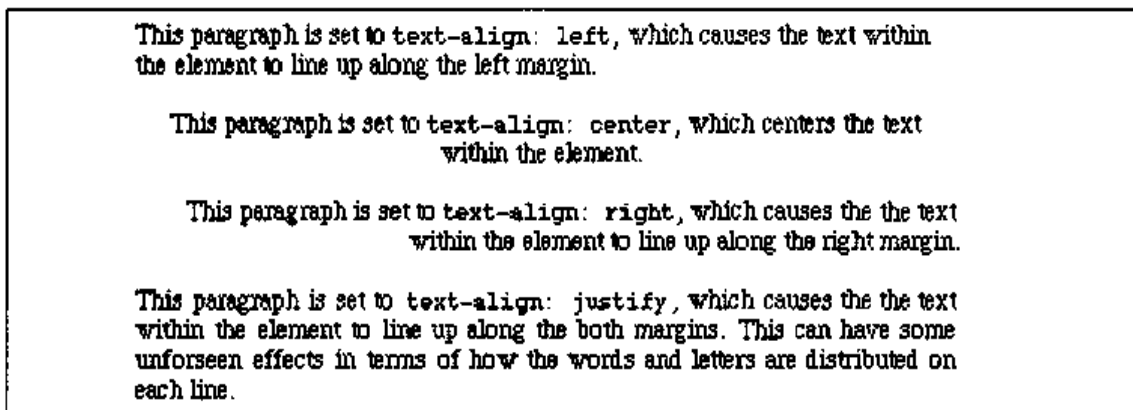 This paragraph is set to text-align: left, which causes the text within
the element to line up along the left margin.
This paragraph is set to text-align: center, which centers the text
within the element.
This paragraph is set to text-align: right, which causes the the text
within the element to line up along the right margin.
This paragraph is set to text-align: justify, which causes the the text
within the element to line up along the both margins. This can have some
unforseen effects in terms of how the words and letters are distributed on
each line.